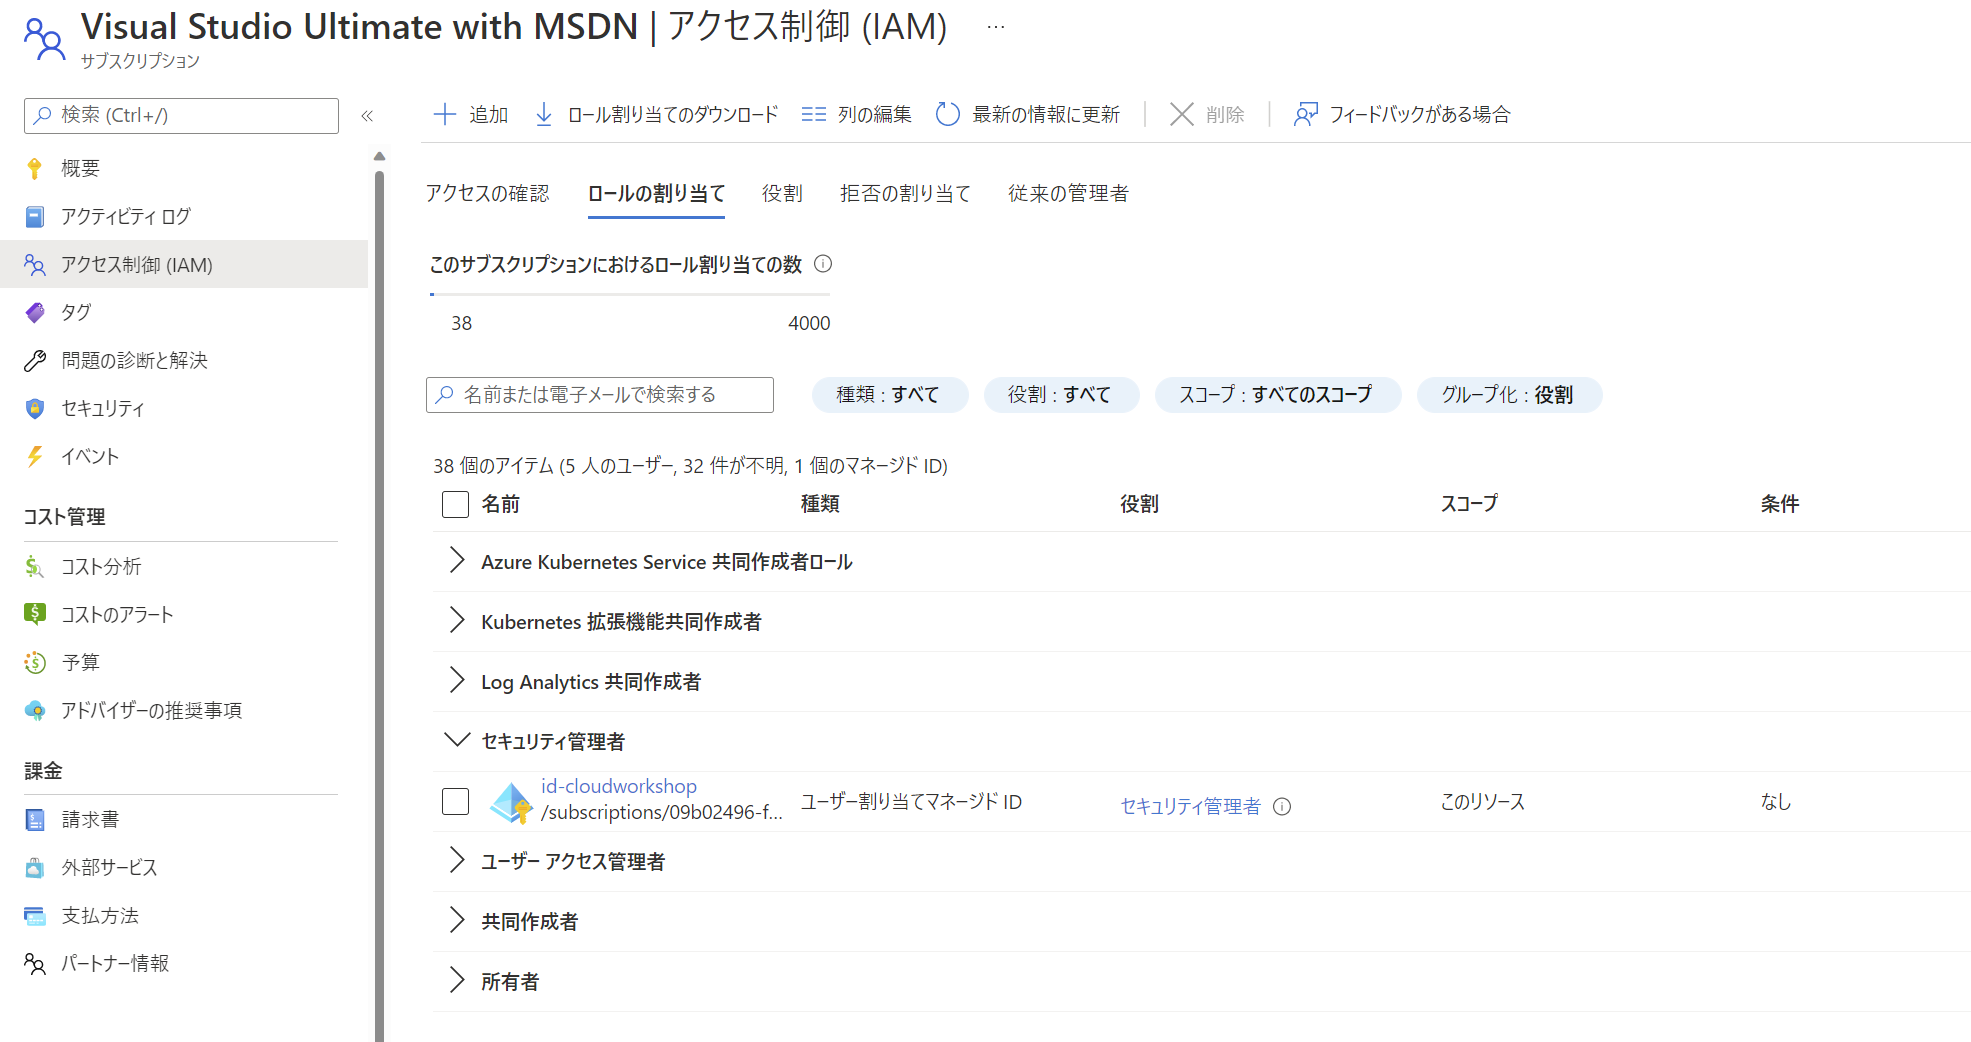 Visual Studio Ultimate with MSDN | アクセス制御 (IAM) …
サブスクリプション
検索 (Ctrl+/) «
概要
アクティビティ ログ
アクセス制御 (IAM)
タグ
問題の診断と解決
セキュリティ
イベント
コスト管理
コスト分析
コストのアラート
予算
アドバイザーの推奨事項
課金
請求書
外部サービス
支払方法
パートナー情報
追加 ロール割り当てのダウンロード 列の編集 最新の情報に更新 削除 フィードバックがある場合
アクセスの確認 ロールの割り当て 役割 拒否の割り当て 従来の管理者
このサブスクリプションにおけるロール割り当ての数
38 4000
名前または電子メールで検索する 種類 : すべて 役割 : すべて スコープ : すべてのスコープ グループ化 : 役割
38 個のアイテム (5 人のユーザー, 32 件が不明, 1 個のマネージド ID)
名前 種類 役割 スコープ 条件
Azure Kubernetes Service 共同作成者ロール
Kubernetes 拡張機能共同作成者
Log Analytics 共同作成者
セキュリティ管理者
id-cloudworkshop
/subscriptions/09b02496-f... ユーザー割り当てマネージド ID セキュリティ管理者 このリソース なし
ユーザー アクセス管理者
共同作成者
所有者